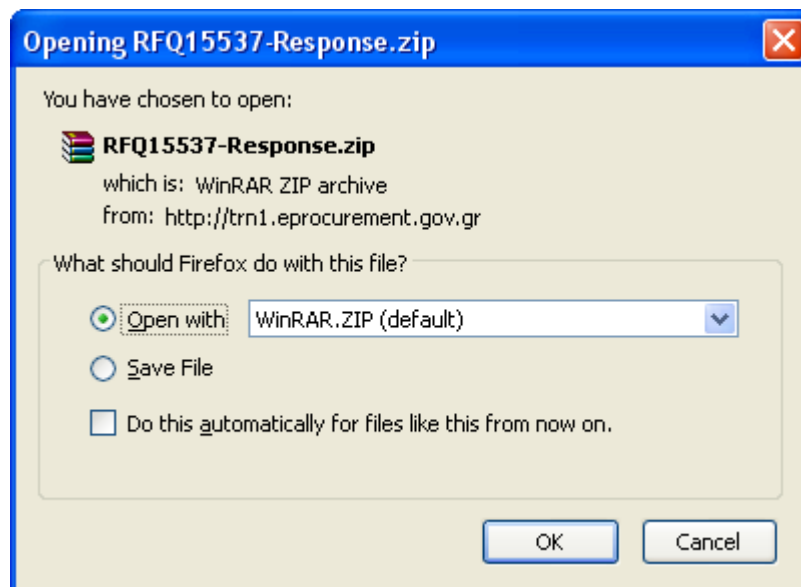 Opening RFQ15537-Response.zip
You have chosen to open:
RFQ15537-Response.zip
which is: WinRAR ZIP archive
from: http://trn1.eprocurement.gov.gr
What should Firefox do with this file?
Open with WinRAR.ZIP (default)
Save File
Do this automatically for files like this from now on.
OK Cancel